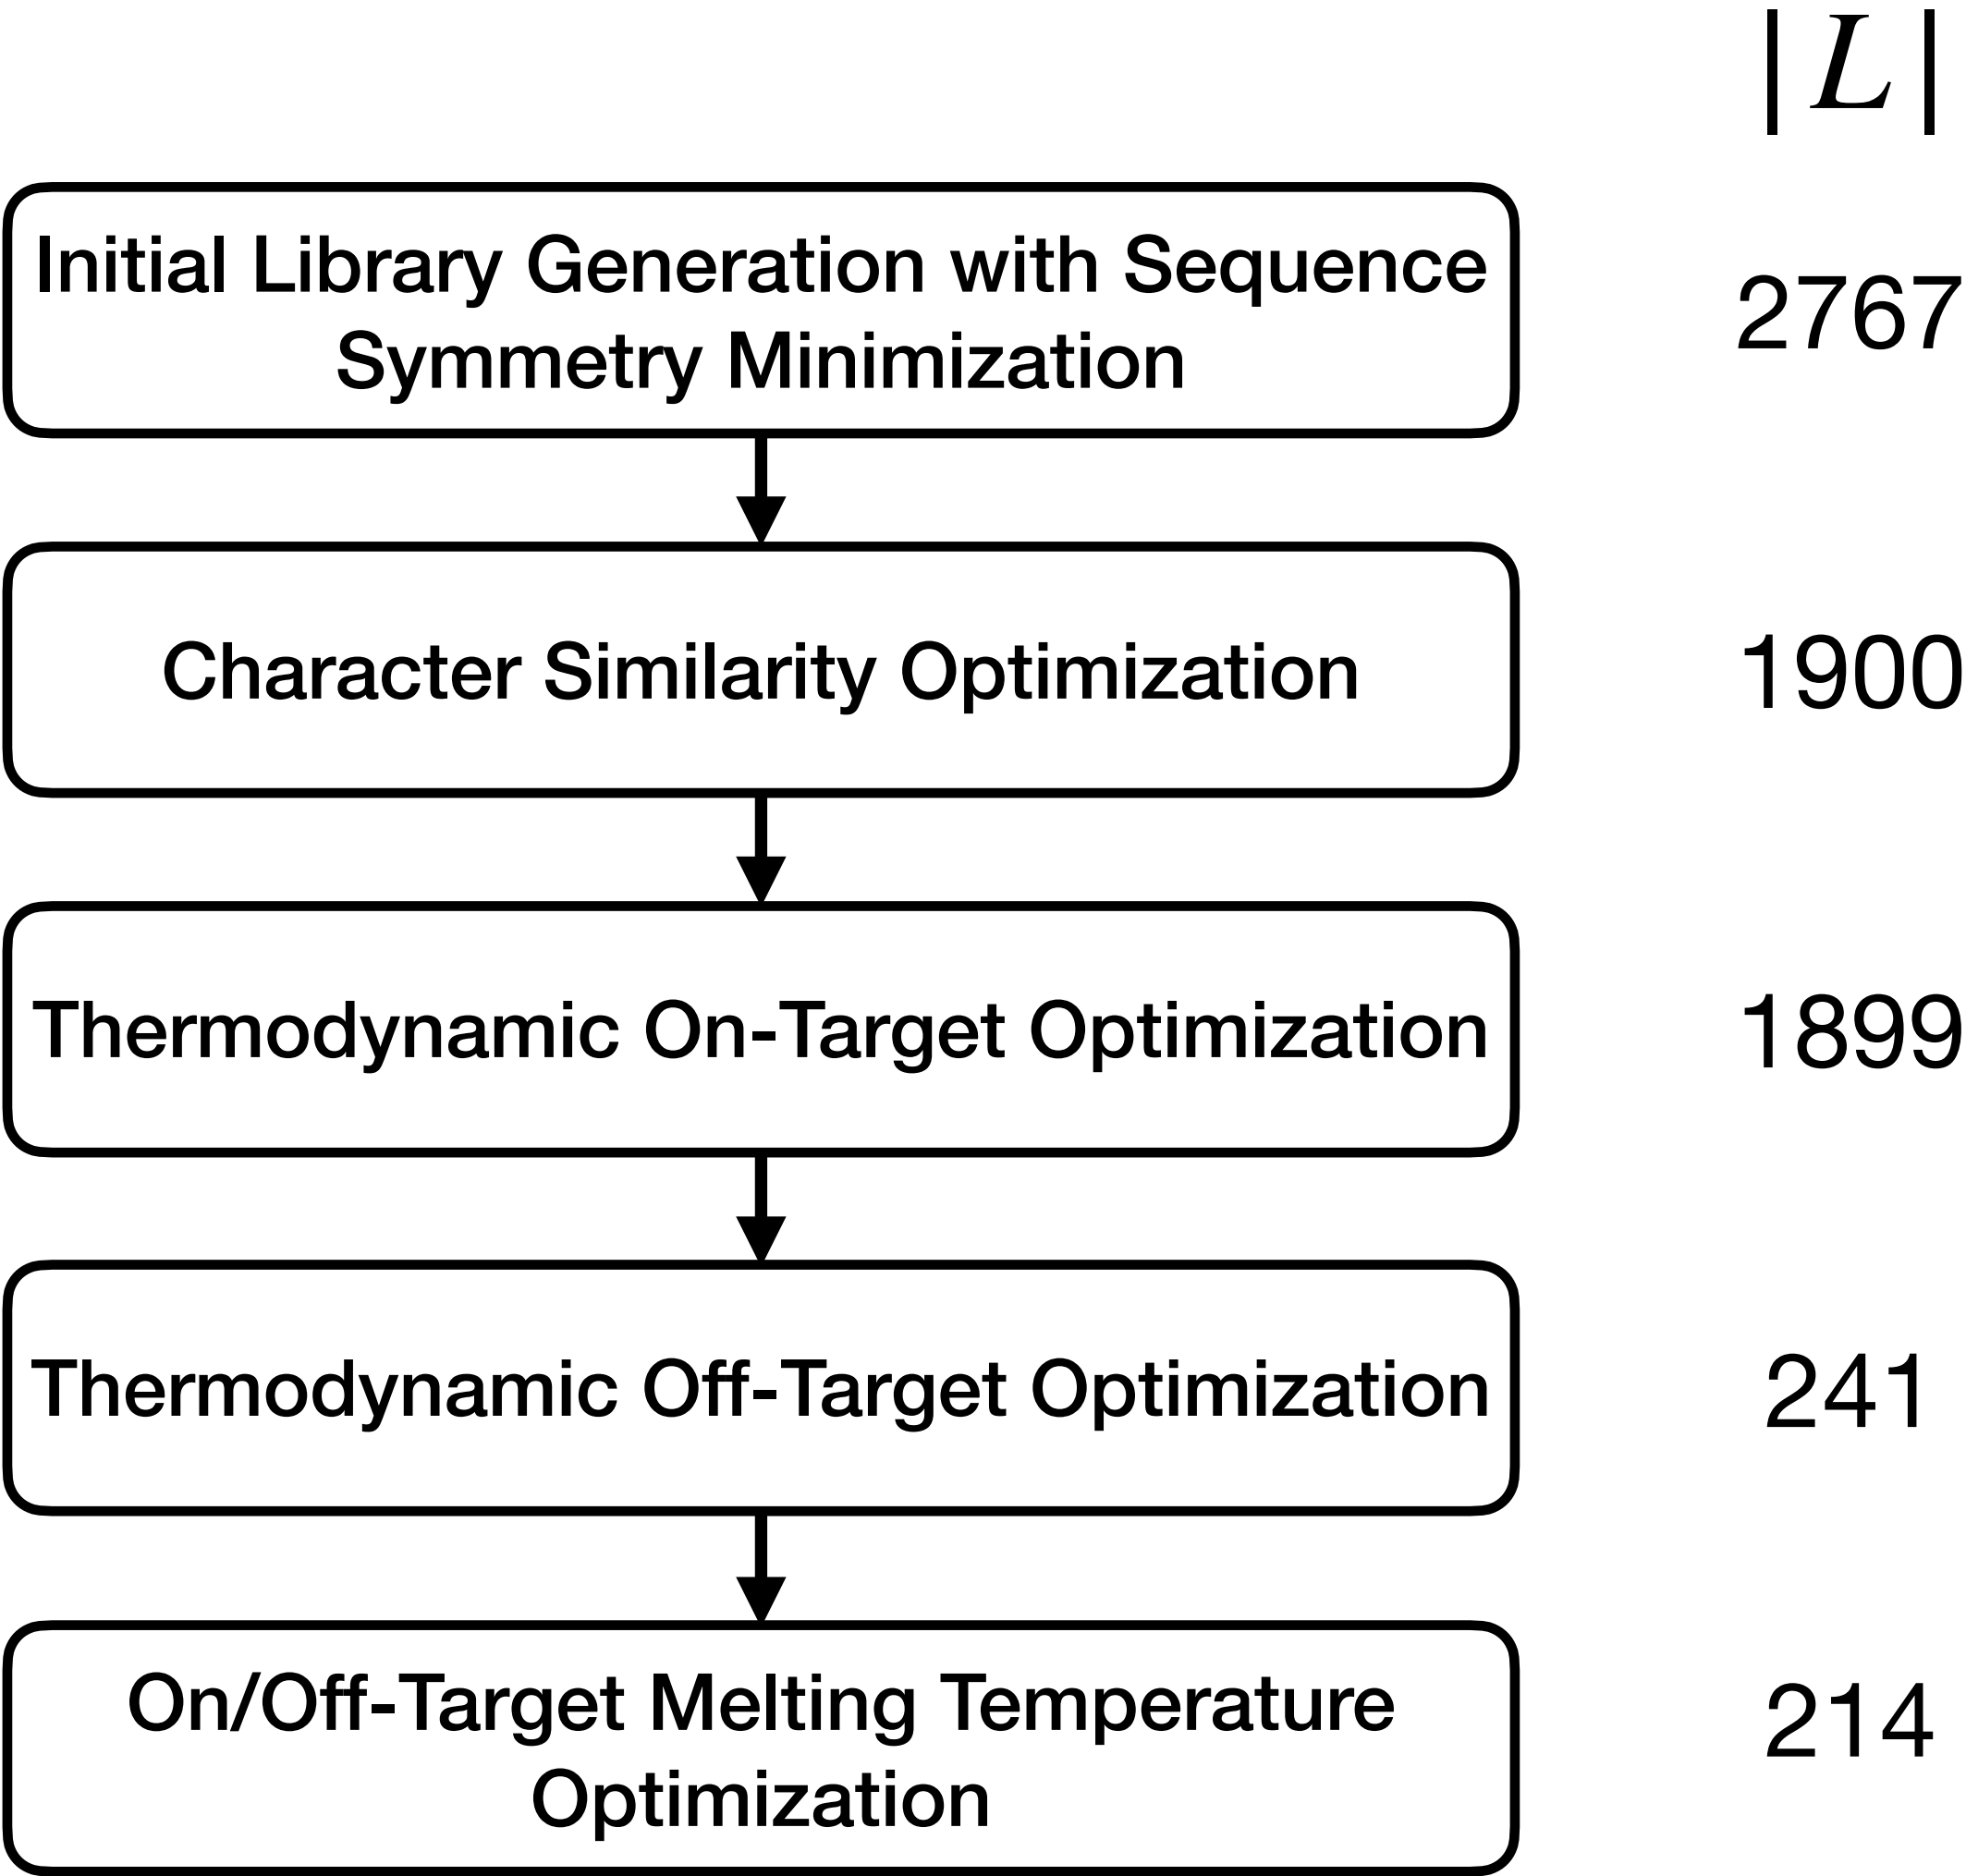 |L|
Initial Library Generation with Sequence
Symmetry Minimization
2767
Character Similarity Optimization
1900
Thermodynamic On-Target Optimization
1899
Thermodynamic Off-Target Optimization
241
On/Off-Target Melting Temperature
Optimization
214